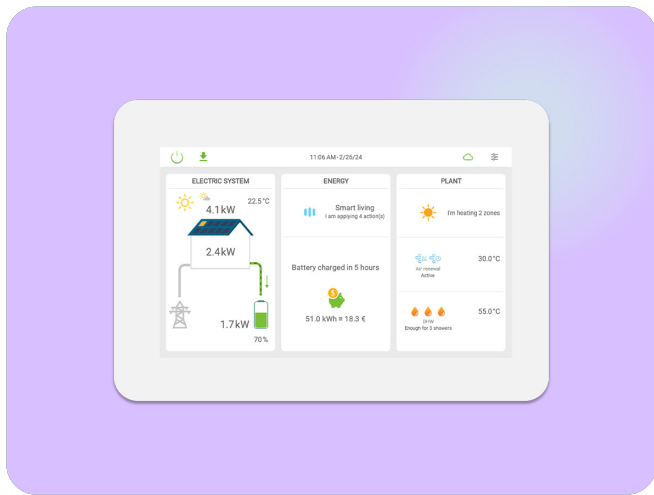 11:06 AM-2/26/24
ELECTRIC SYSTEM
22.5°C
4.1kW
2.4kW
1.7kW
70%
ENERGY
Smart living
I am applying 4 action(s)
Battery charged in 5 hours
$
51.0 kWh = 18.3 €
PLANT
I'm heating 2 zones
30.0°C
Air renewal
Active
55.0°C
DHW
Enough for 3 showers